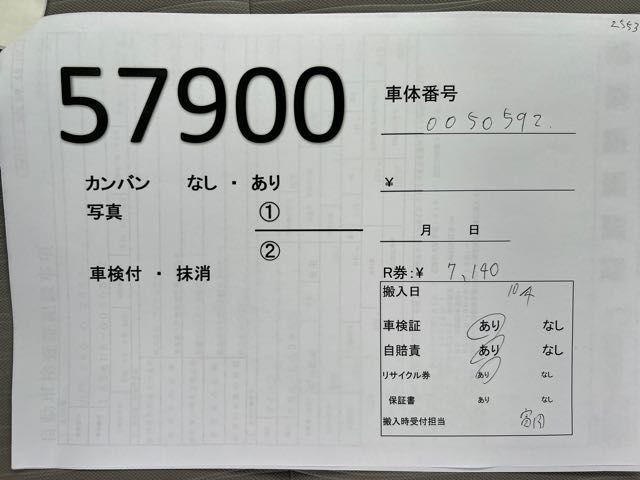 2553
57900
車体番号
0050592.
カンバン なし ・ あり
¥
写真 ①
②
月 日
車検付 ・ 抹消
R券:¥ 7,140
搬入日 10/4
車検証 あり なし
自賠責 あり なし
リサイクル券 あり なし
保証書 あり なし
搬入時受付担当 富岡